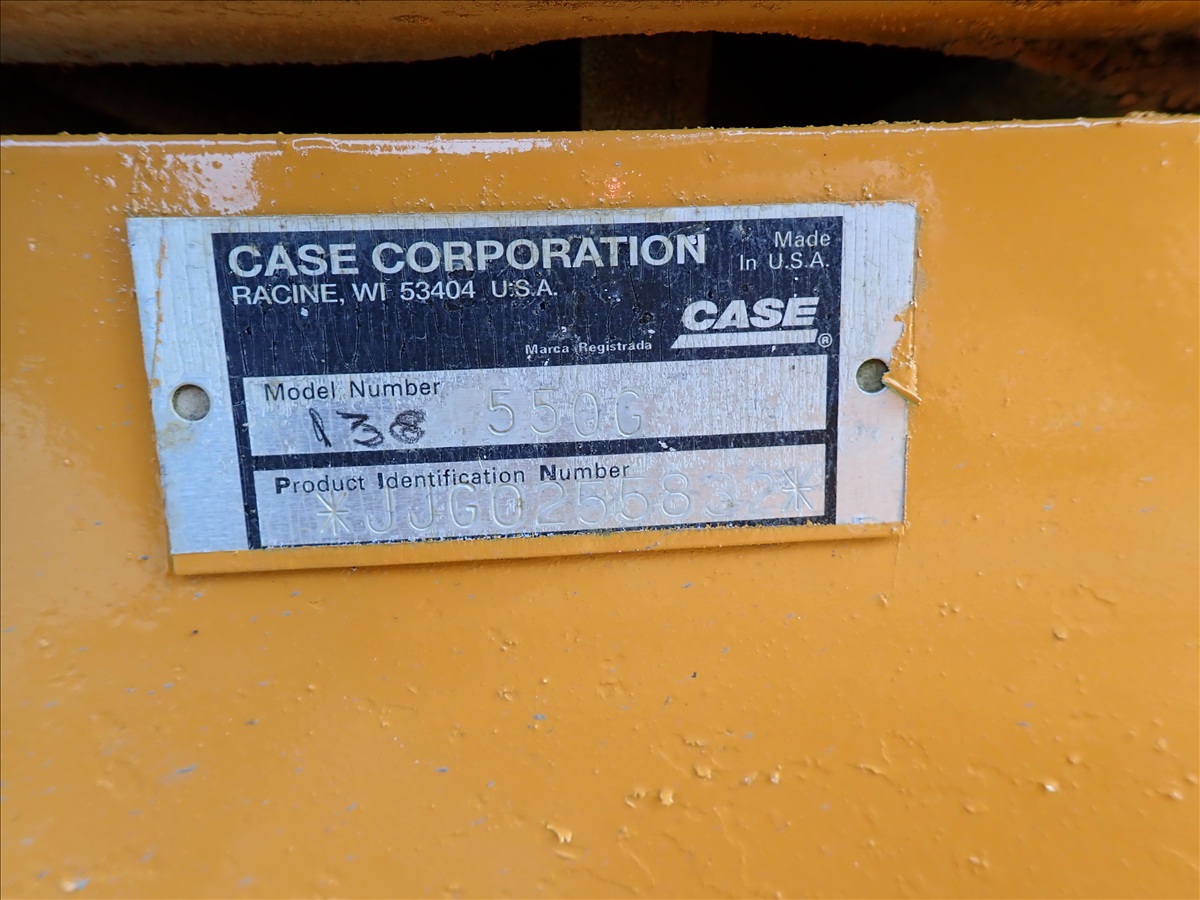 CASE CORPORATION
Made
In U.S.A.
RACINE, WI 53404 U.S.A.
CASE
®
Marca Registrada
Model Number
138 550G
Product Identification Number
*JJG0255832*